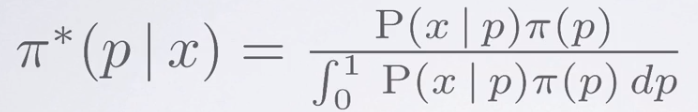 π*(p | x) = P(x | p)π(p) / ∫₀¹ P(x | p)π(p) dp